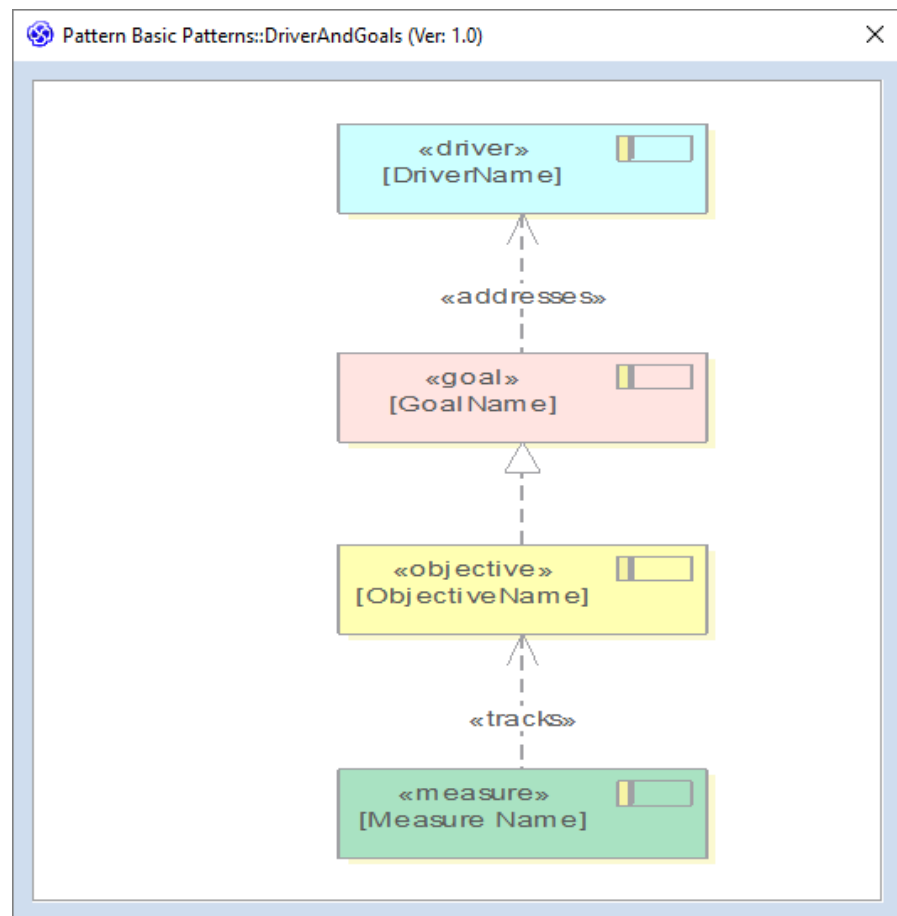 Pattern Basic Patterns::DriverAndGoals (Ver: 1.0)
«driver»
[DriverName]
«addresses»
«goal»
[GoalName]
«objective»
[ObjectiveName]
«tracks»
«measure»
[Measure Name]